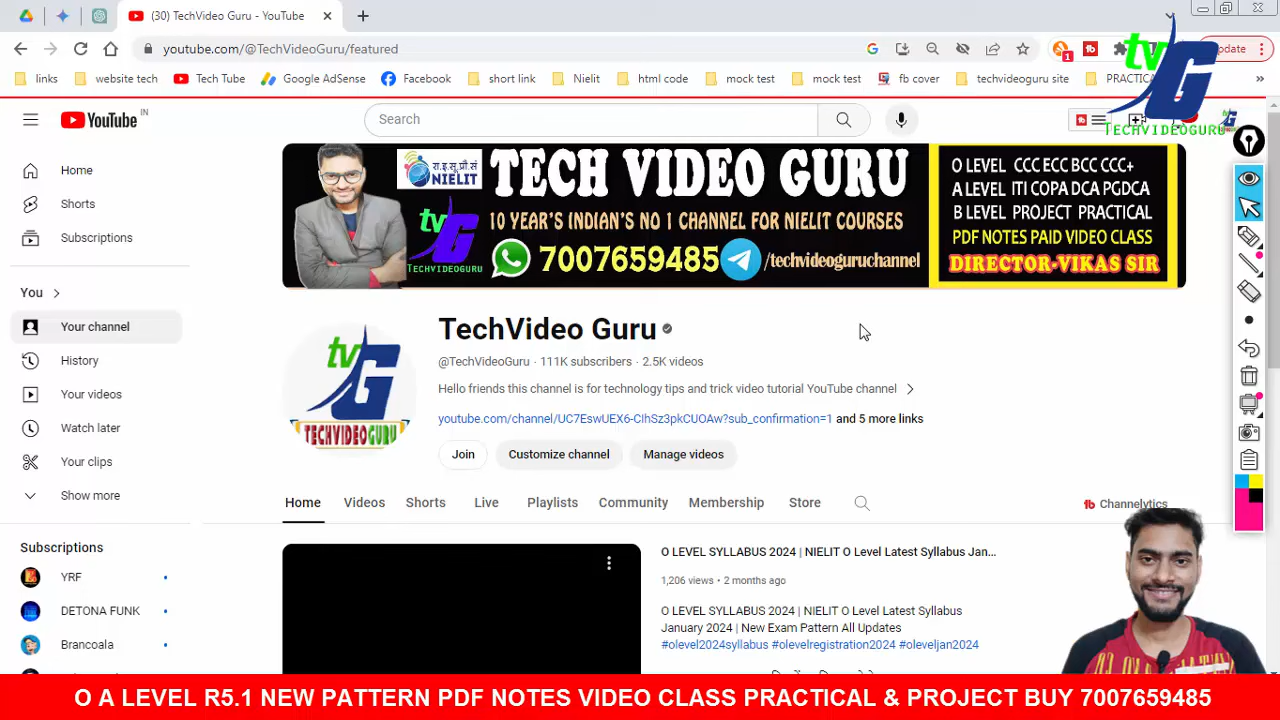 (30) TechVideo Guru - YouTube
youtube.com/@TechVideoGuru/featured
Update
1
links
website tech
Tech Tube
Google AdSense
Facebook
short link
Nielit
html code
mock test
mock test
fb cover
techvideoguru site
PRACTICAL
»
tvG
TECHVIDEOGURU
YouTube IN
Search
Home
Shorts
Subscriptions
You
Your channel
History
Your videos
Watch later
Your clips
Show more
Subscriptions
YRF
DETONA FUNK
Brancoala
रा.इ.सू.प्रौ.सं
NIELIT
tvG
TECHVIDEOGURU
TECH VIDEO GURU
10 YEAR'S INDIAN'S NO 1 CHANNEL FOR NIELIT COURSES
7007659485 /techvideoguruchannel
O LEVEL CCC ECC BCC CCC+
A LEVEL ITI COPA DCA PGDCA
B LEVEL PROJECT PRACTICAL
PDF NOTES PAID VIDEO CLASS
DIRECTOR-VIKAS SIR
tvG
TECHVIDEOGURU
TechVideo Guru
@TechVideoGuru · 111K subscribers · 2.5K videos
Hello friends this channel is for technology tips and trick video tutorial YouTube channel
youtube.com/channel/UC7EswUEX6-CIhSz3pkCUOAw?sub_confirmation=1 and 5 more links
Join
Customize channel
Manage videos
Home
Videos
Shorts
Live
Playlists
Community
Membership
Store
Channelytics
O LEVEL SYLLABUS 2024 | NIELIT O Level Latest Syllabus Jan...
1,206 views • 2 months ago
O LEVEL SYLLABUS 2024 | NIELIT O Level Latest Syllabus
January 2024 | New Exam Pattern All Updates
#olevel2024syllabus #olevelregistration2024 #oleveljan2024
O A LEVEL R5.1 NEW PATTERN PDF NOTES VIDEO CLASS PRACTICAL & PROJECT BUY 7007659485